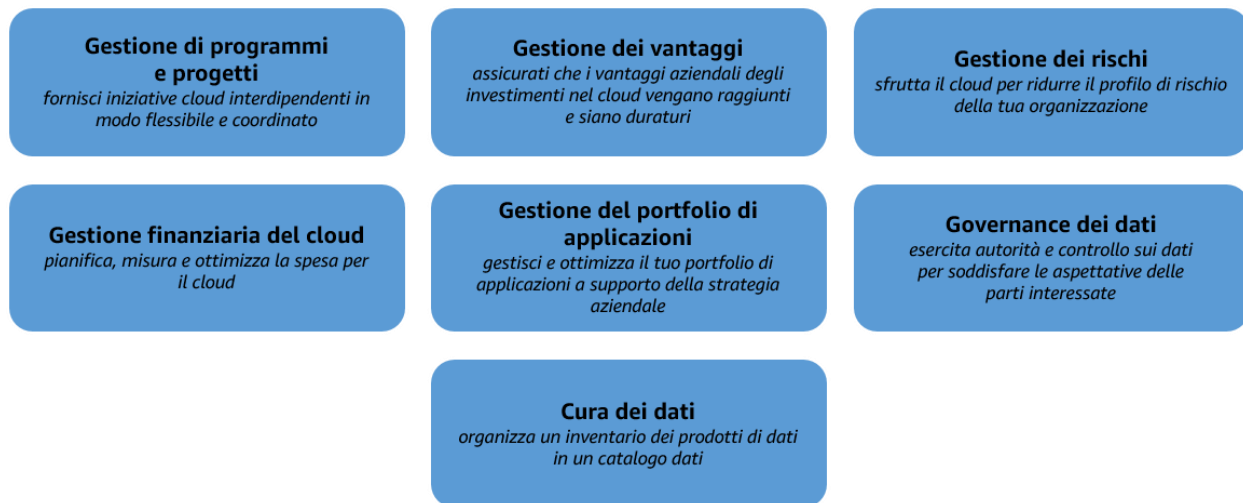 Gestione di programmi
e progetti
fornisci iniziative cloud interdipendenti in
modo flessibile e coordinato
Gestione dei vantaggi
assicurati che i vantaggi aziendali degli
investimenti nel cloud vengano raggiunti
e siano duraturi
Gestione dei rischi
sfrutta il cloud per ridurre il profilo di rischio
della tua organizzazione
Gestione finanziaria del cloud
pianifica, misura e ottimizza la spesa per
il cloud
Gestione del portfolio di
applicazioni
gestisci e ottimizza il tuo portfolio di
applicazioni a supporto della strategia
aziendale
Governance dei dati
esercita autorità e controllo sui dati
per soddisfare le aspettative delle
parti interessate
Cura dei dati
organizza un inventario dei prodotti di dati
in un catalogo dati